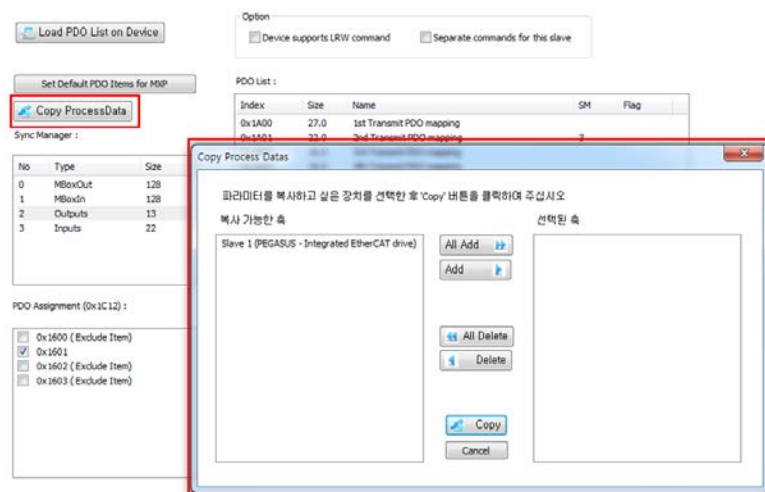 Option
Load PDO List on Device
Device supports LRW command
Separate commands for this slave
Set Default PDO Items for MXP
PDO List :
Copy ProcessData
Index Size Name SM Flag
0x1A00 27.0 1st Transmit PDO mapping
0x1A01 22.0 2nd Transmit PDO mapping 3
Sync Manager :
No Type Size
0 MBoxOut 128
1 MBoxIn 128
2 Outputs 13
3 Inputs 22
PDO Assignment (0x1C12) :
0x1600 ( Exclude Item)
0x1601
0x1602 ( Exclude Item)
0x1603 ( Exclude Item)
Copy Process Datas
파라미터를 복사하고 싶은 장치를 선택한 후 'Copy' 버튼을 클릭하여 주십시오
복사 가능한 축
선택된 축
Slave 1 (PEGASUS - Integrated EtherCAT drive)
All Add
Add
All Delete
Delete
Copy
Cancel